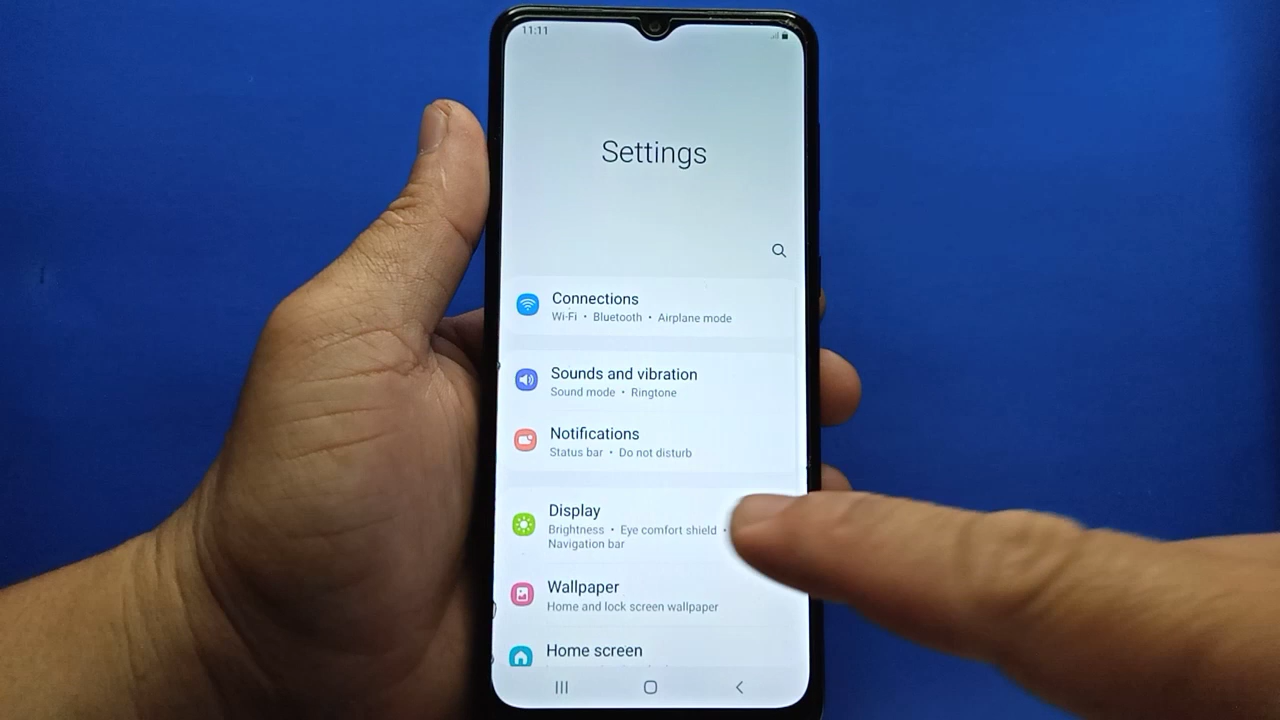 11:11
Settings
Connections
Wi-Fi • Bluetooth • Airplane mode
Sounds and vibration
Sound mode • Ringtone
Notifications
Status bar • Do not disturb
Display
Brightness • Eye comfort shield •
Navigation bar
Wallpaper
Home and lock screen wallpaper
Home screen